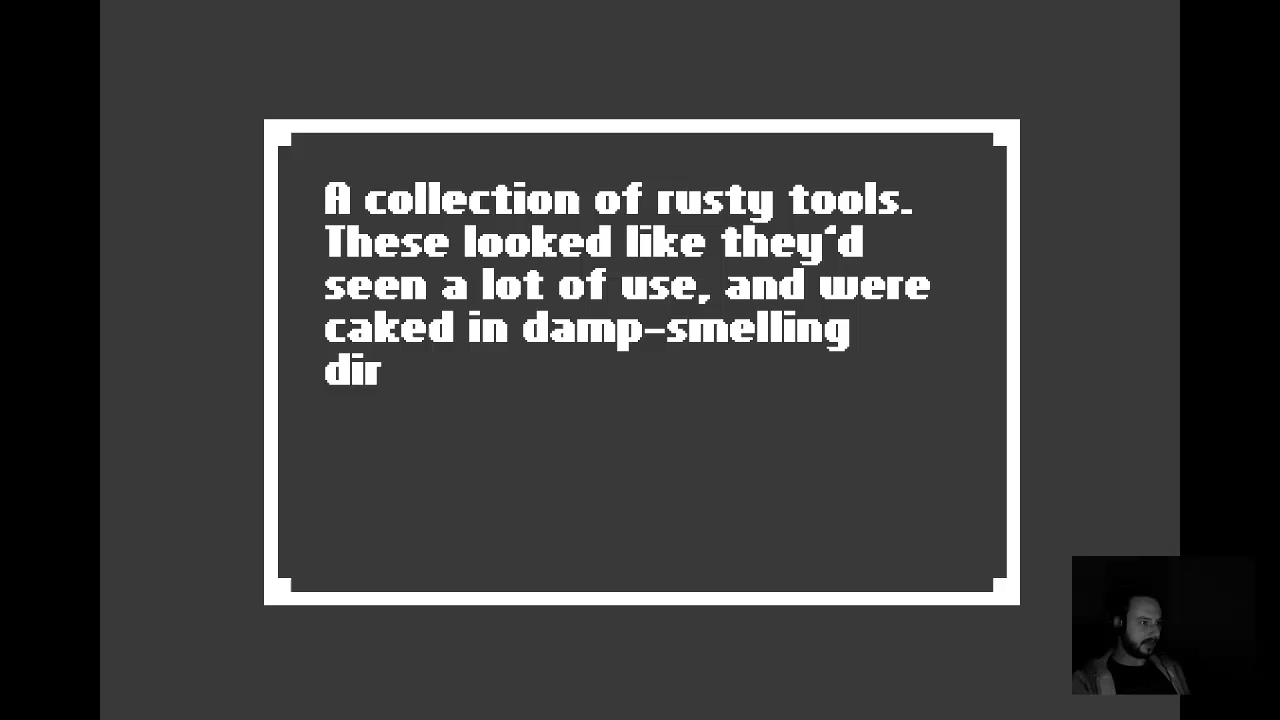 A collection of rusty tools.
These looked like they'd
seen a lot of use, and were
caked in damp-smelling
dir